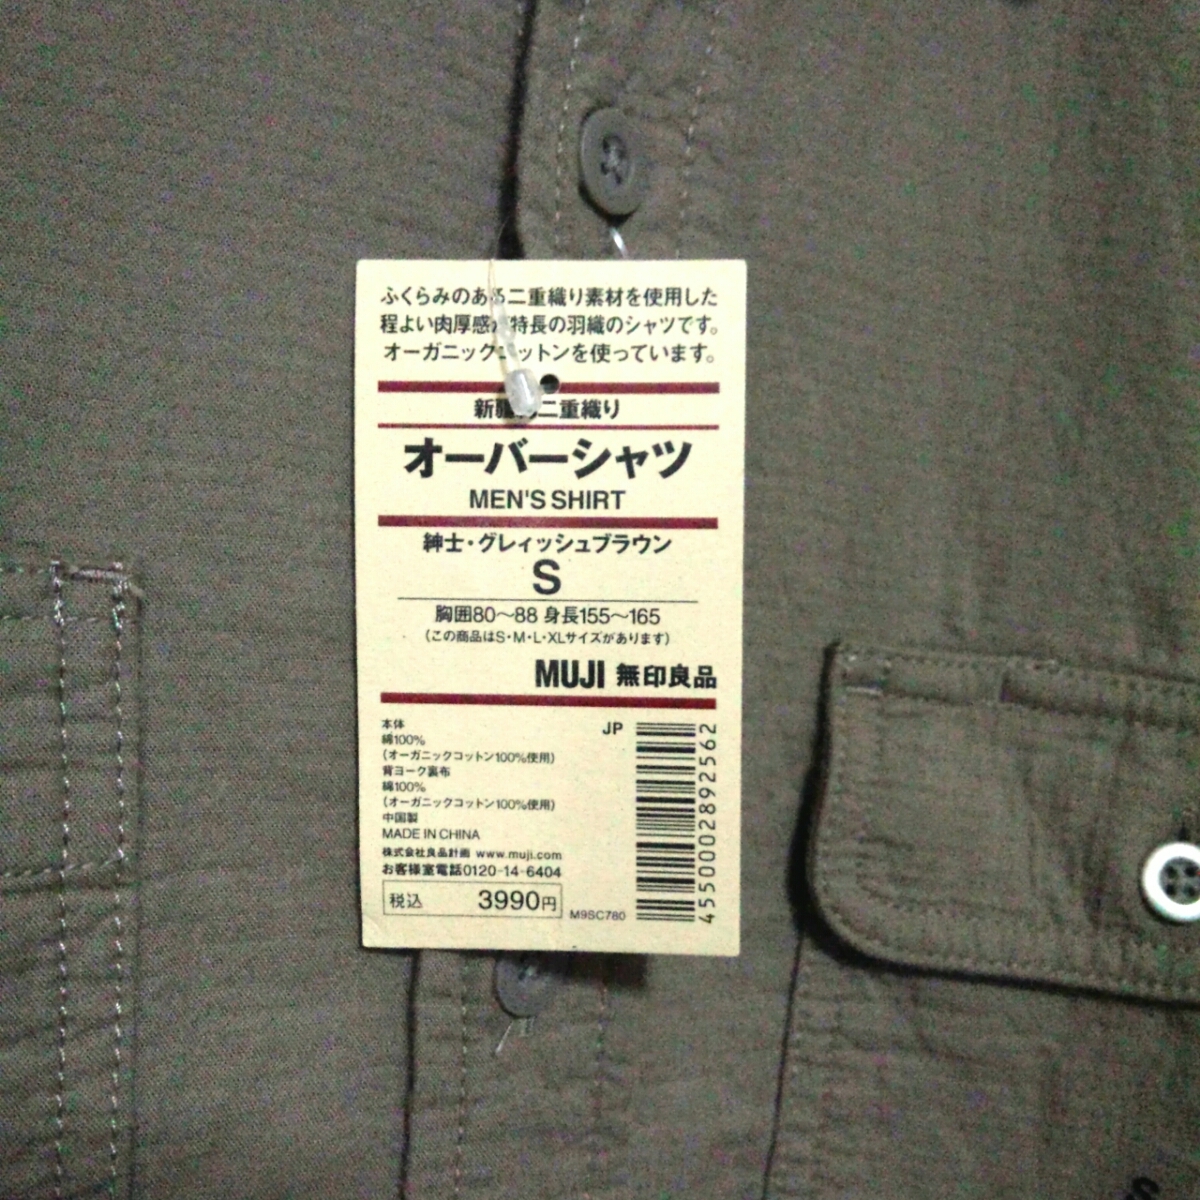 ふくらみのある二重織り素材を使用した
程よい肉厚感が特長の羽織のシャツです。
オーガニックコットンを使っています。
新疆の二重織り
オーバーシャツ
MEN'S SHIRT
紳士・グレイッシュブラウン
S
胸囲80〜88 身長155〜165
(この商品はS・M・L・XLサイズがあります)
MUJI 無印良品
本体
綿100%
(オーガニックコットン100%使用)
背ヨーク裏布
綿100%
(オーガニックコットン100%使用)
中国製
MADE IN CHINA
株式会社良品計画 www.muji.com
お客様室電話0120-14-6404
税込 3990円
M9SC780
JP
4550002892562
S